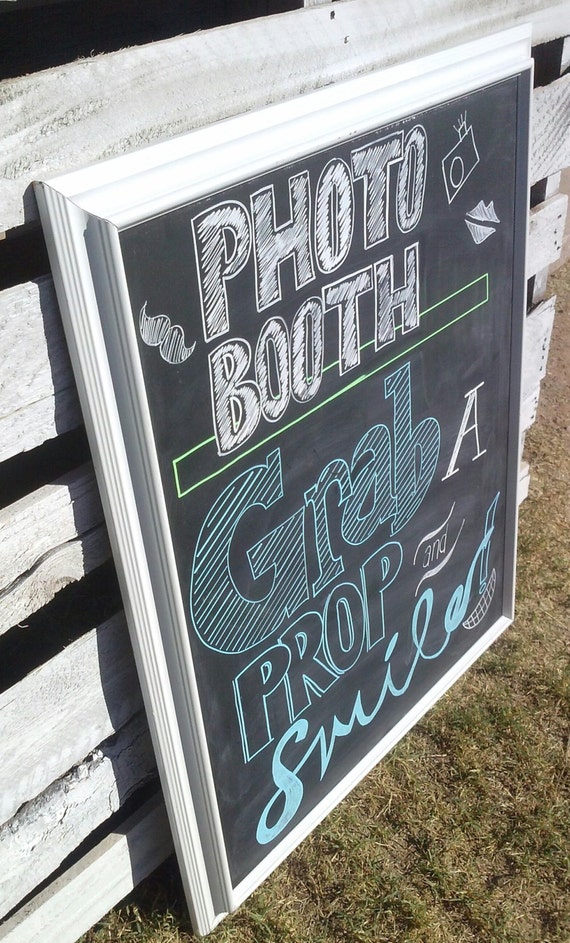 PHOTO
BOOTH
Grab A
PROP and
Smile!